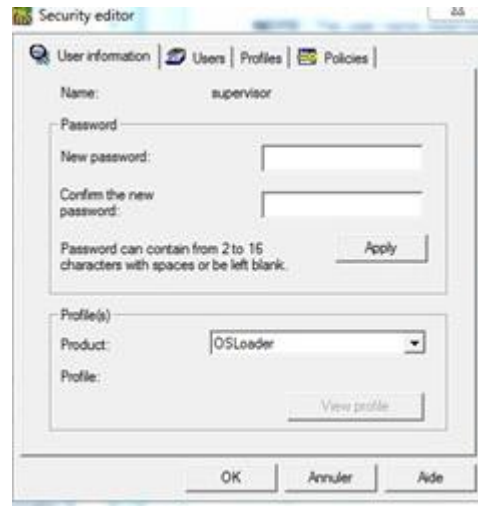 Security editor
User information
Users
Profiles
Policies
Name: supervisor
Password
New password:
Confirm the new
password:
Password can contain from 2 to 16
characters with spaces or be left blank.
Apply
Profile(s)
Product: OSLoader
Profile:
View profile
OK Annuler Aide